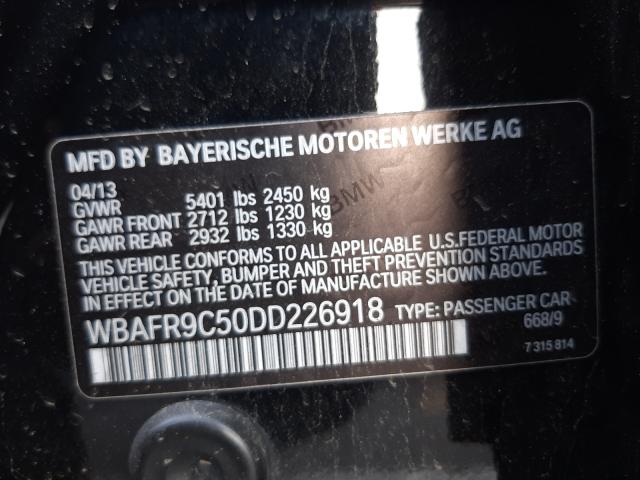 MFD BY BAYERISCHE MOTOREN WERKE AG
04/13
GVWR 5401 lbs 2450 kg
GAWR FRONT 2712 lbs 1230 kg
GAWR REAR 2932 lbs 1330 kg
THIS VEHICLE CONFORMS TO ALL APPLICABLE U.S.FEDERAL MOTOR
VEHICLE SAFETY, BUMPER AND THEFT PREVENTION STANDARDS
IN EFFECT ON THE DATE OF MANUFACTURE SHOWN ABOVE.
WBAFR9C50DD226918 TYPE: PASSENGER CAR
668/9
7 315 814
BMW